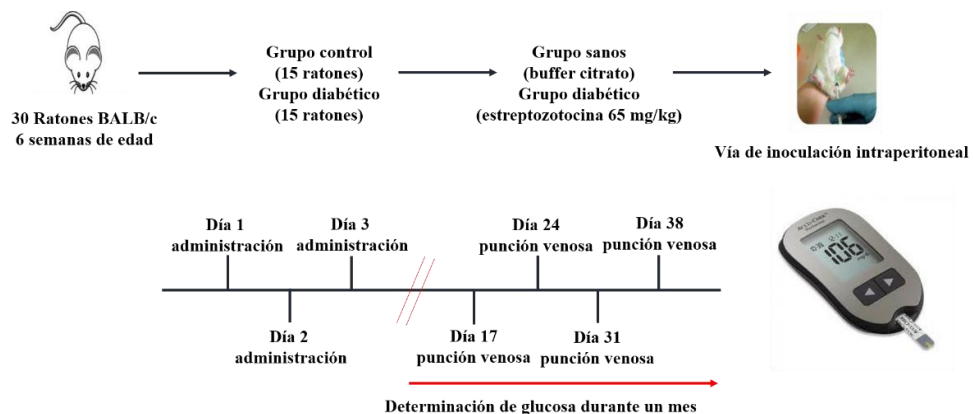 30 Ratones BALB/c
6 semanas de edad
Grupo control
(15 ratones)
Grupo diabético
(15 ratones)
Grupo sanos
(buffer citrato)
Grupo diabético
(estreptozotocina 65 mg/kg)
Vía de inoculación intraperitoneal
Día 1
administración
Día 3
administración
Día 24
punción venosa
Día 38
punción venosa
Día 2
administración
Día 17
punción venosa
Día 31
punción venosa
Determinación de glucosa durante un mes
ACCU-CHEK
106